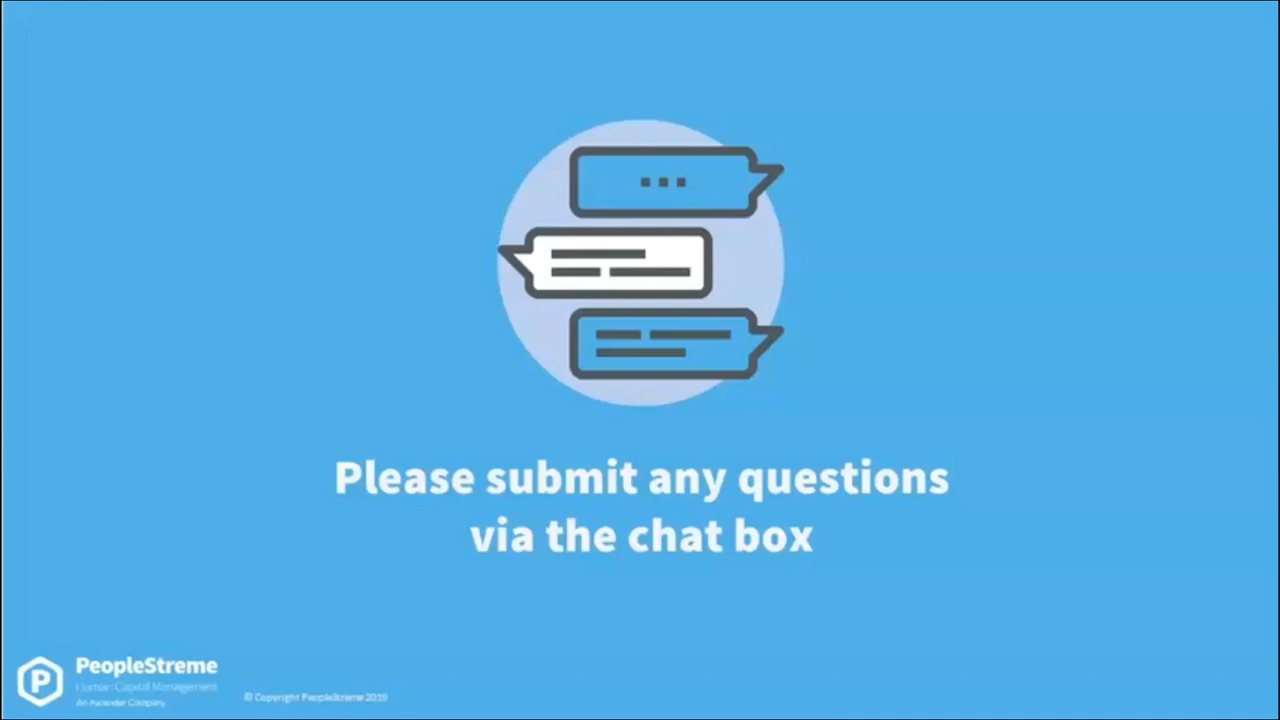 Please submit any questions
via the chat box
PeopleStreme
Human Capital Management
An Ascender Company
© Copyright PeopleStreme 2019